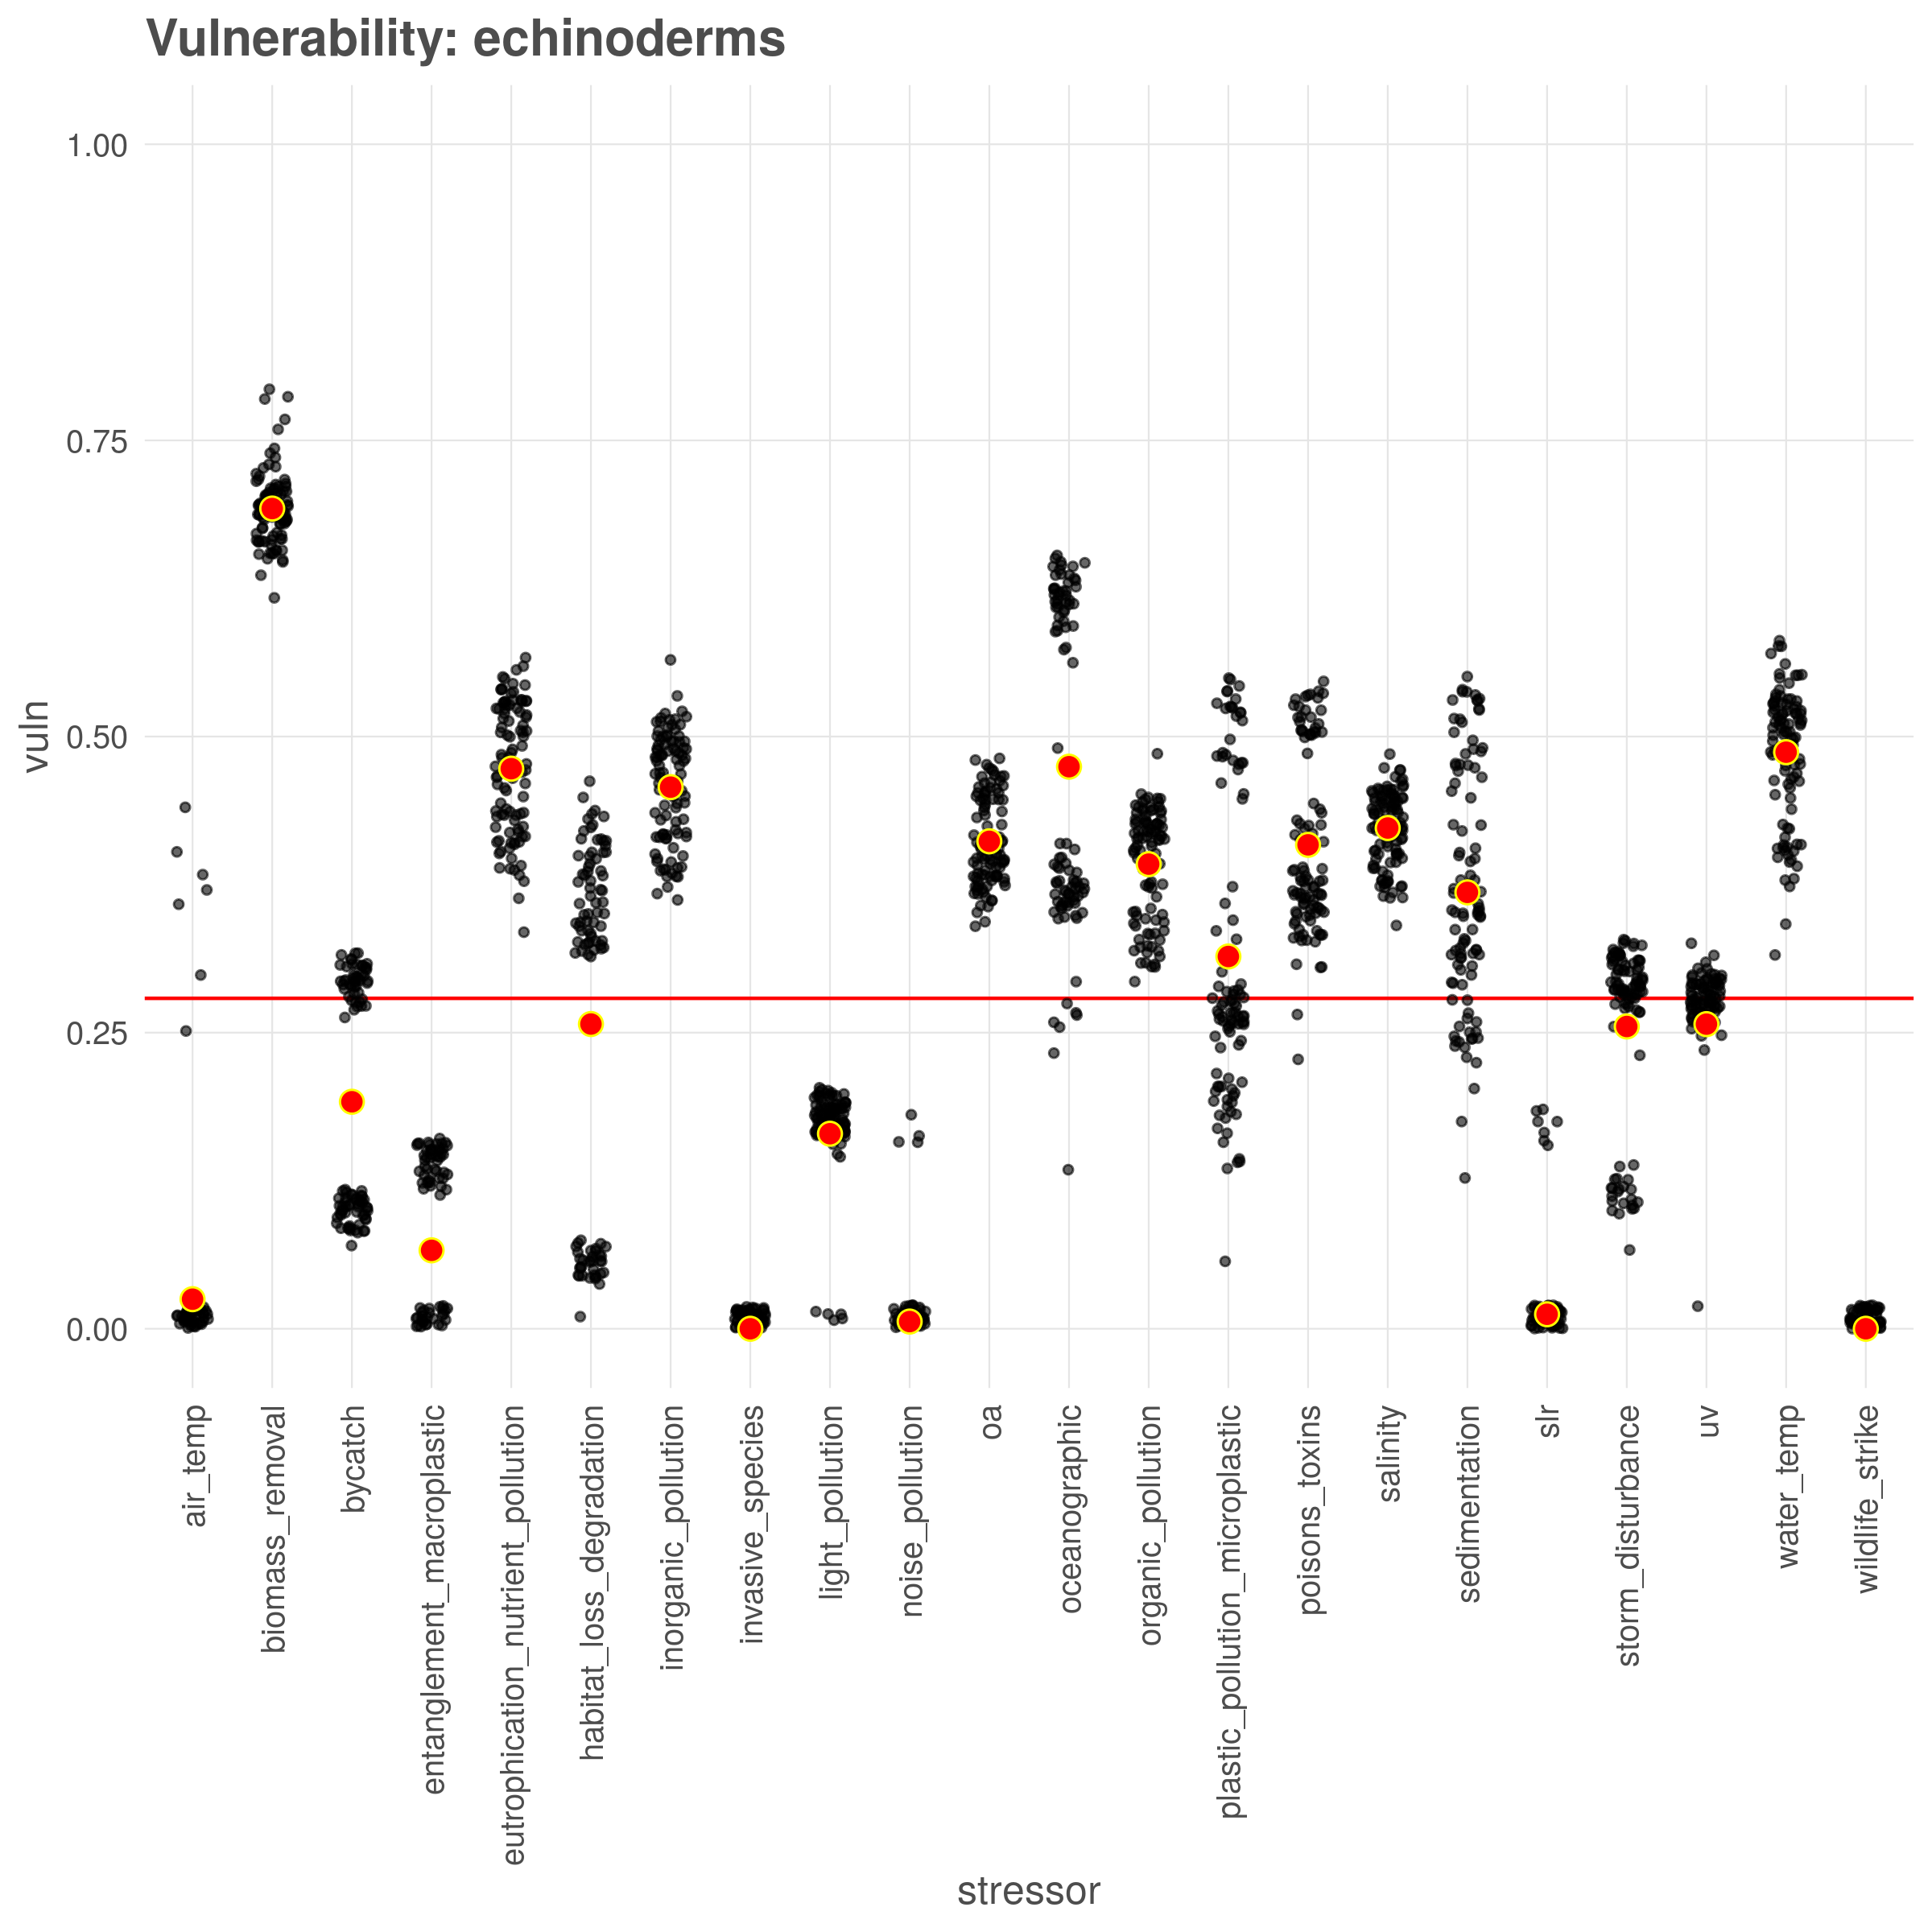 Vulnerability: echinoderms
1.00
0.75
0.50
0.25
0.00
vuln
air_temp
biomass_removal
bycatch
entanglement_macroplastic
eutrophication_nutrient_pollution
habitat_loss_degradation
inorganic_pollution
invasive_species
light_pollution
noise_pollution
oa
oceanographic
organic_pollution
plastic_pollution_microplastic
poisons_toxins
salinity
sedimentation
slr
storm_disturbance
uv
water_temp
wildlife_strike
stressor